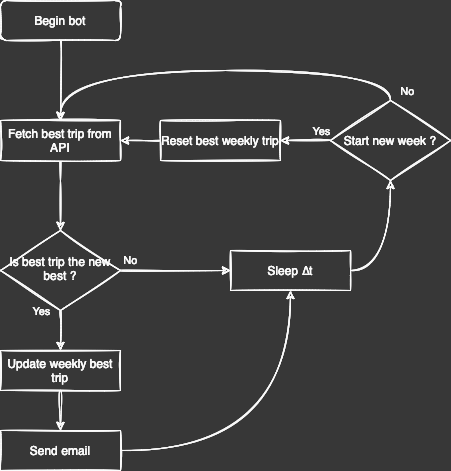 Begin bot
No
Fetch best trip from
API
Reset best weekly trip
Yes
Start new week ?
Is best trip the new
best ?
No
Sleep Δt
Yes
Update weekly best
trip
Send email